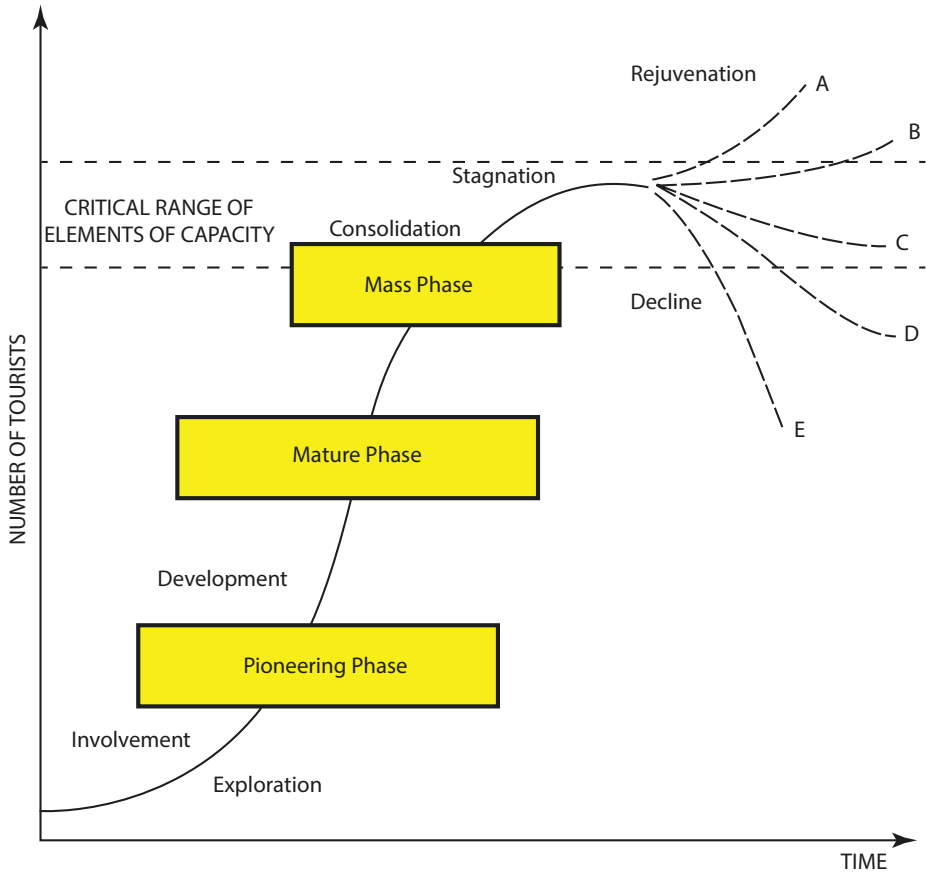 Rejuvenation
A
B
Stagnation
CRITICAL RANGE OF
ELEMENTS OF CAPACITY
Consolidation
C
Mass Phase
Decline
D
NUMBER OF TOURISTS
Mature Phase
E
Development
Pioneering Phase
Involvement
Exploration
TIME